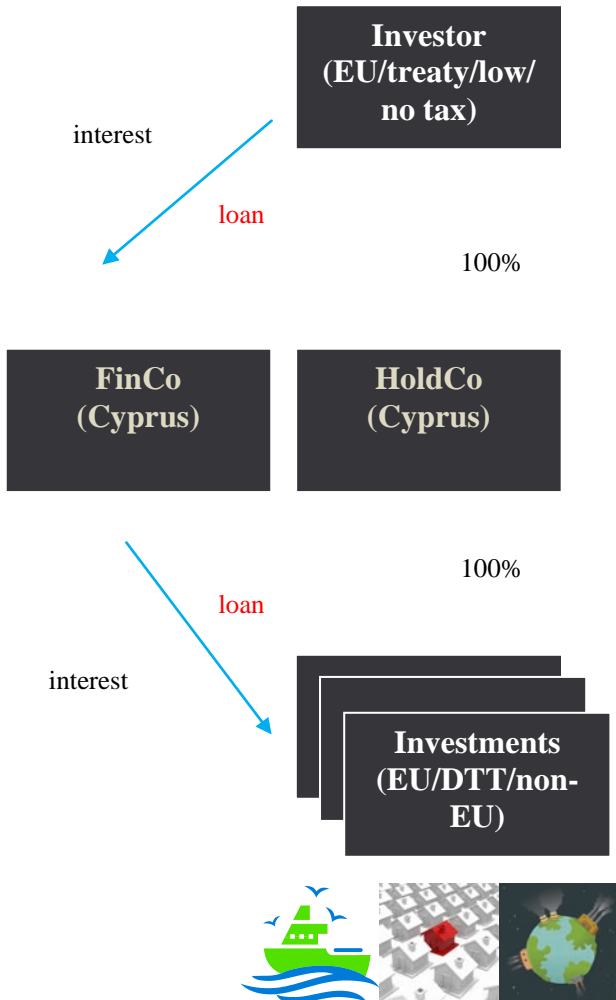 Investor
(EU/treaty/low/
no tax)
interest
loan
100%
FinCo
(Cyprus)
HoldCo
(Cyprus)
100%
loan
interest
Investments
(EU/DTT/non-
EU)